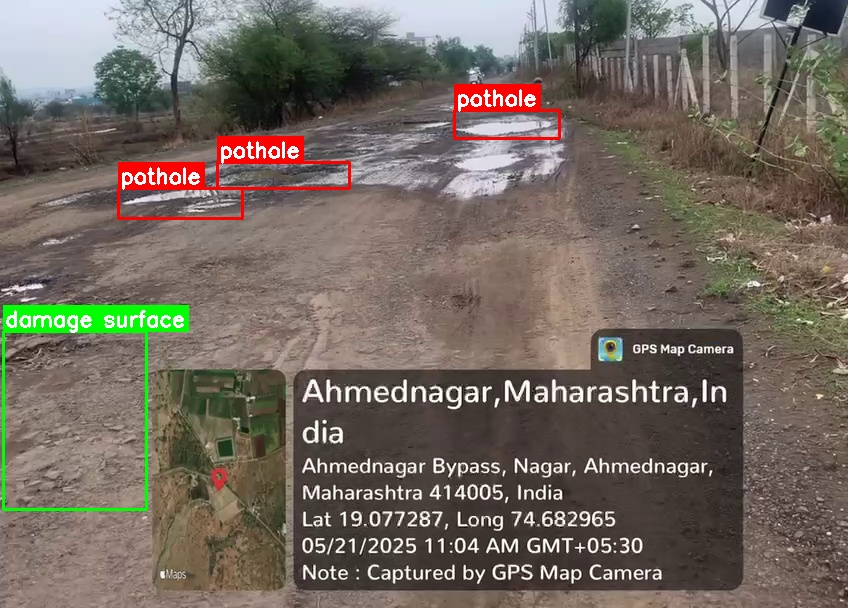 pothole
pothole
pothole
damage surface
GPS Map Camera
Ahmednagar,Maharashtra,In
dia
Ahmednagar Bypass, Nagar, Ahmednagar,
Maharashtra 414005, India
Lat 19.077287, Long 74.682965
05/21/2025 11:04 AM GMT+05:30
Note : Captured by GPS Map Camera
Maps